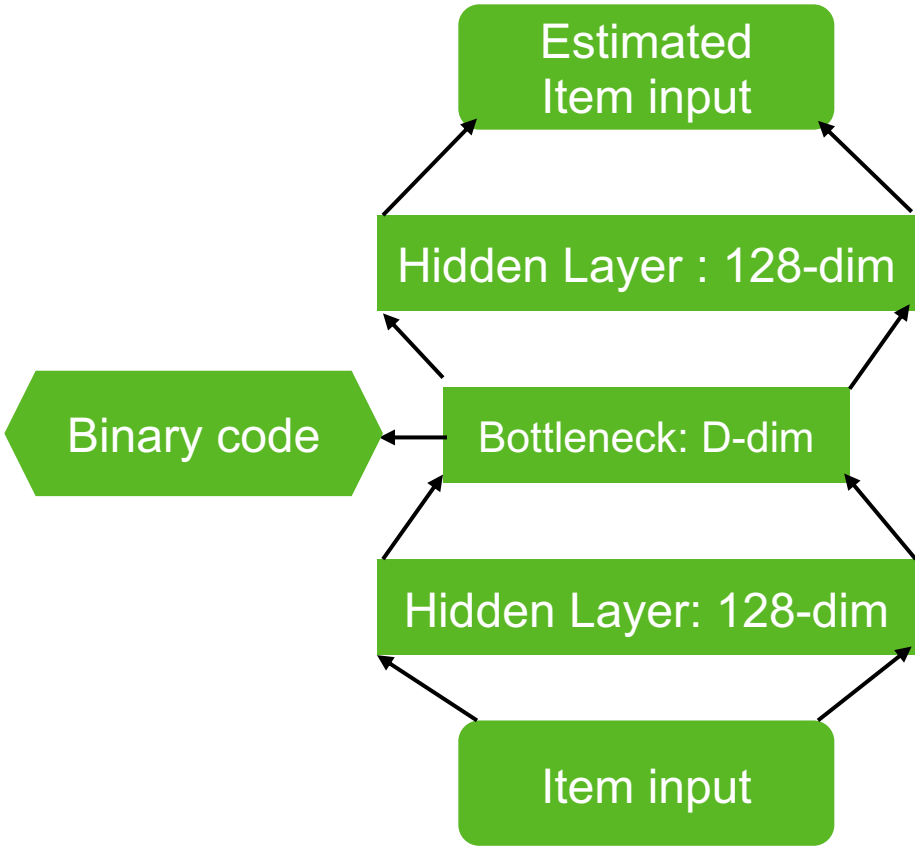 Estimated
Item input
Hidden Layer : 128-dim
Binary code
Bottleneck: D-dim
Hidden Layer: 128-dim
Item input